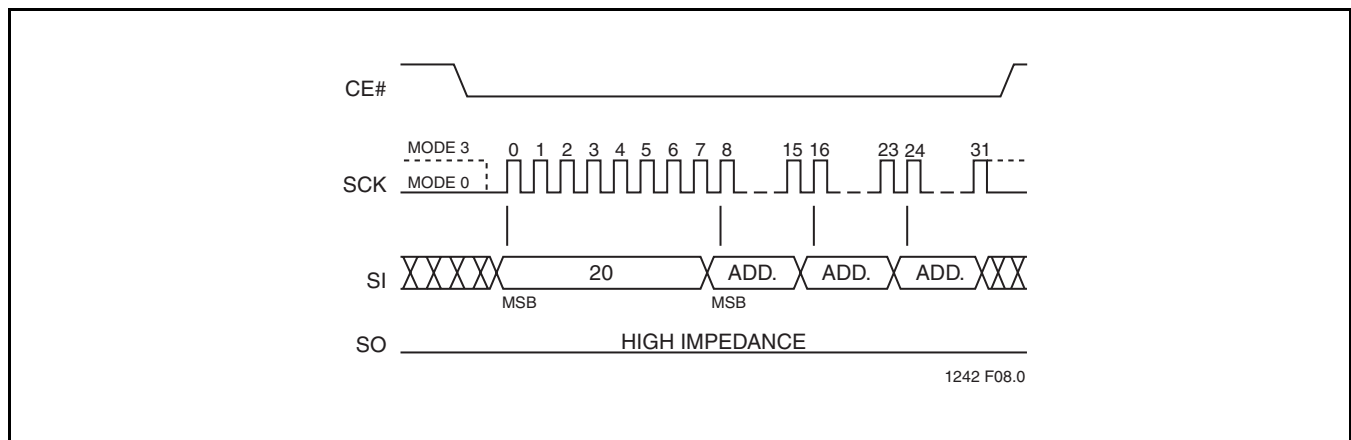 CE#
MODE 3
0 1 2 3 4 5 6 7 8 15 16 23 24 31
SCK
MODE 0
SI
20 ADD. ADD. ADD.
MSB MSB
SO
HIGH IMPEDANCE
1242 F08.0